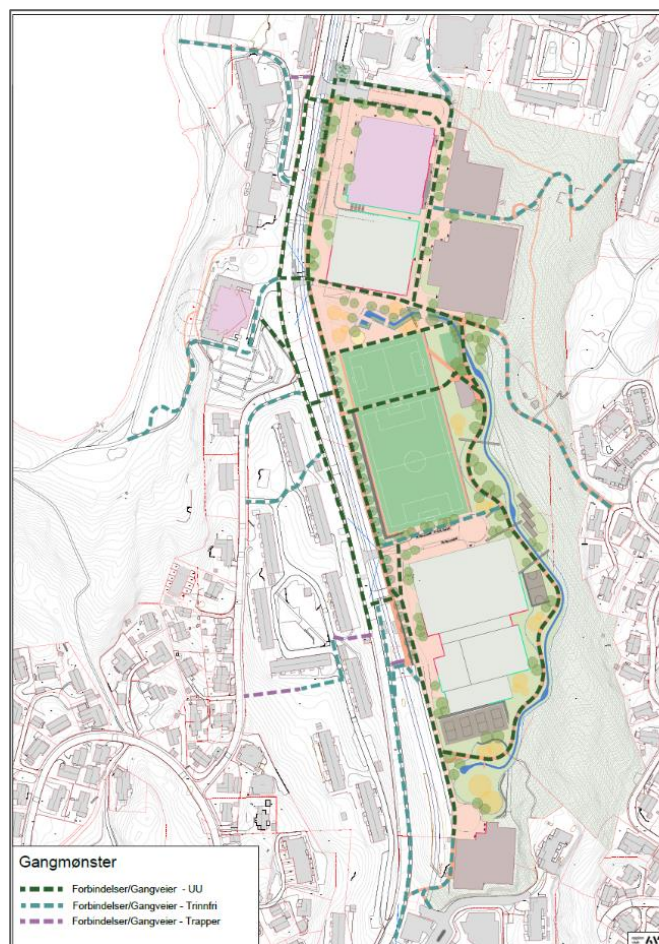 Gangmønster
Forbindelser/Gangveier - UU
Forbindelser/Gangveier - Trinnfri
Forbindelser/Gangveier - Trapper